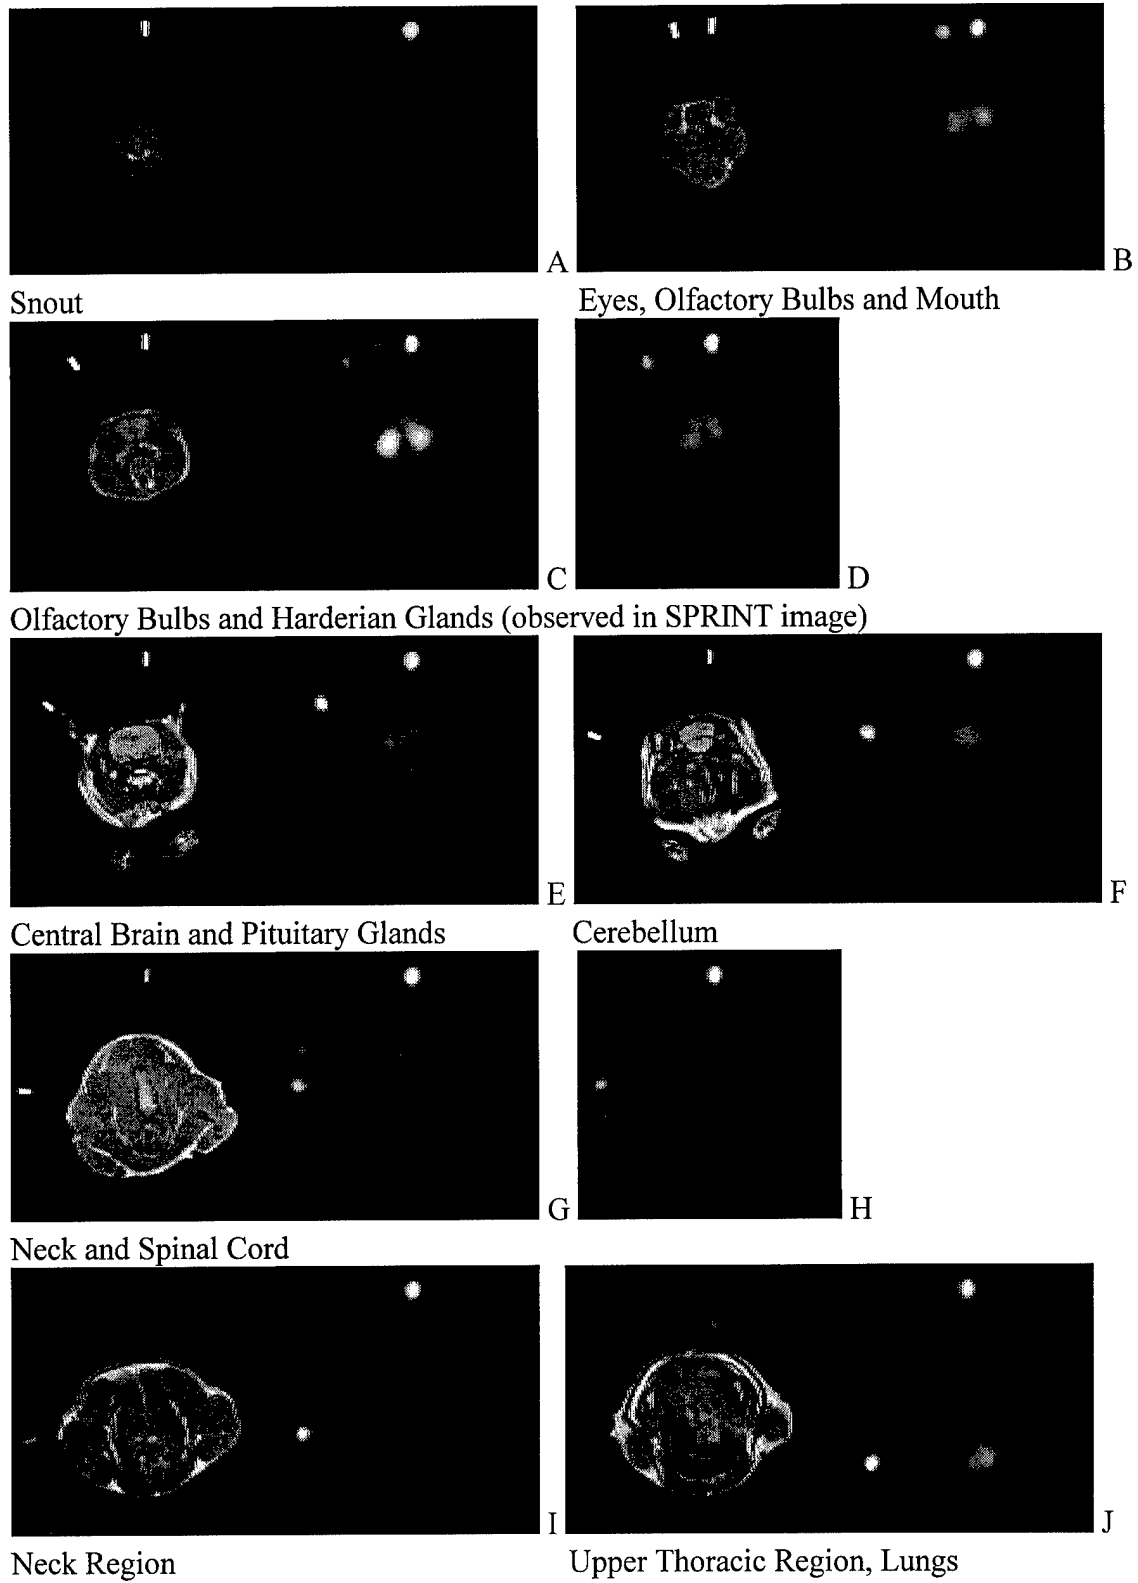 A
B
Snout
Eyes, Olfactory Bulbs and Mouth
C
D
Olfactory Bulbs and Harderian Glands (observed in SPRINT image)
E
F
Central Brain and Pituitary Glands
Cerebellum
G
H
Neck and Spinal Cord
I
J
Neck Region
Upper Thoracic Region, Lungs